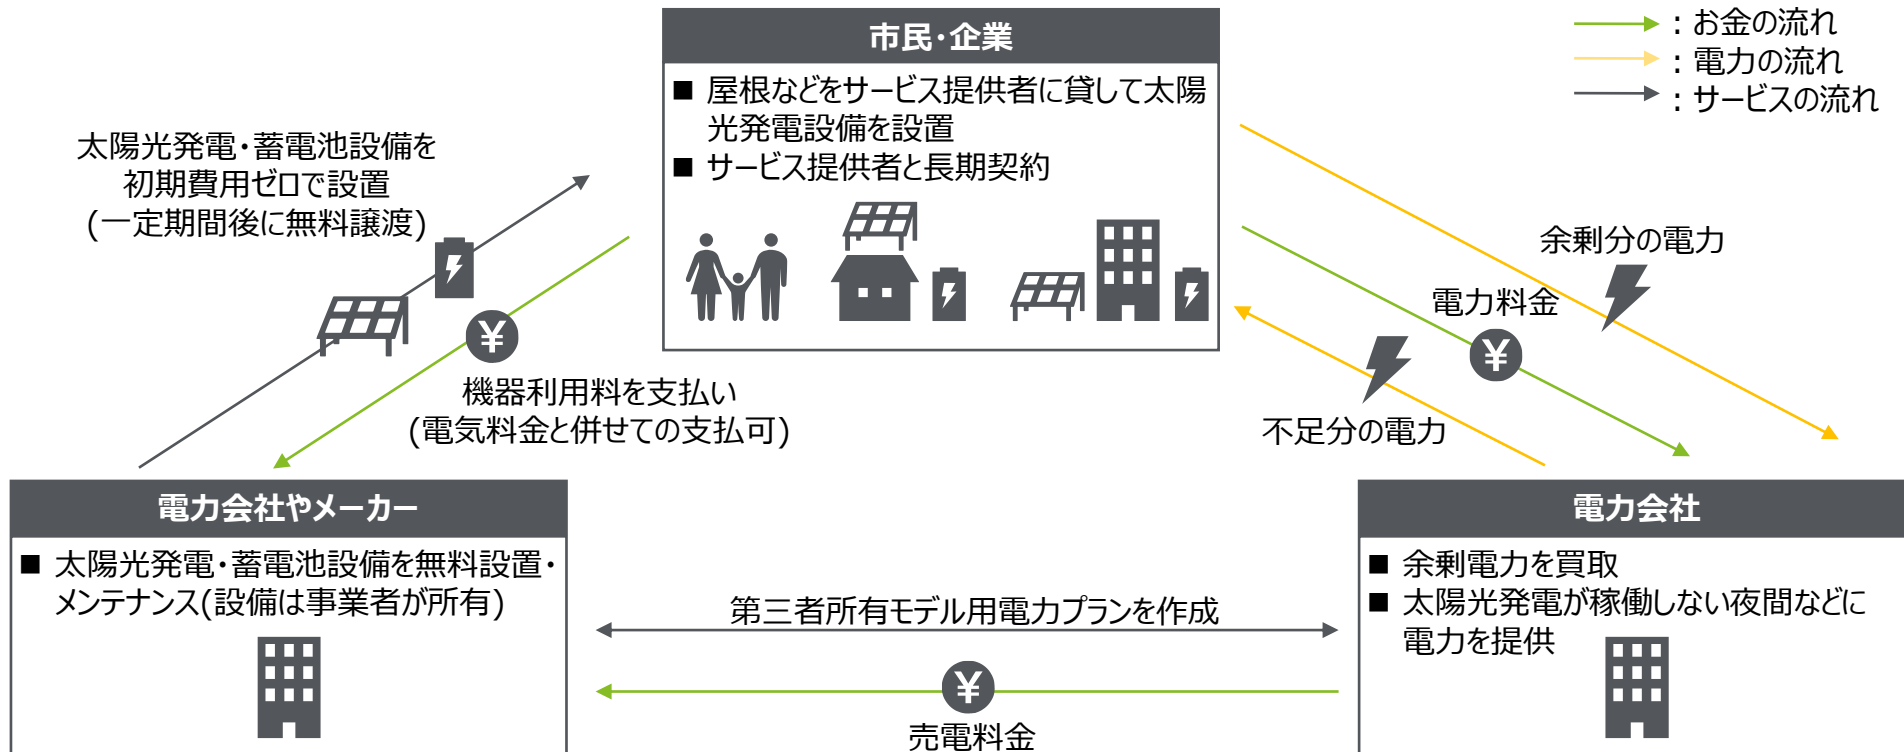 市民・企業
■ 屋根などをサービス提供者に貸して太陽
光発電設備を設置
■ サービス提供者と長期契約
：お金の流れ
：電力の流れ
：サービスの流れ
太陽光発電・蓄電池設備を
初期費用ゼロで設置
(一定期間後に無料譲渡)
余剰分の電力
電力料金
¥
¥
機器利用料を支払い
(電気料金と併せての支払可)
不足分の電力
電力会社やメーカー
■ 太陽光発電・蓄電池設備を無料設置・
メンテナンス(設備は事業者が所有)
第三者所有モデル用電力プランを作成
¥
売電料金
電力会社
■ 余剰電力を買取
■ 太陽光発電が稼働しない夜間などに
電力を提供